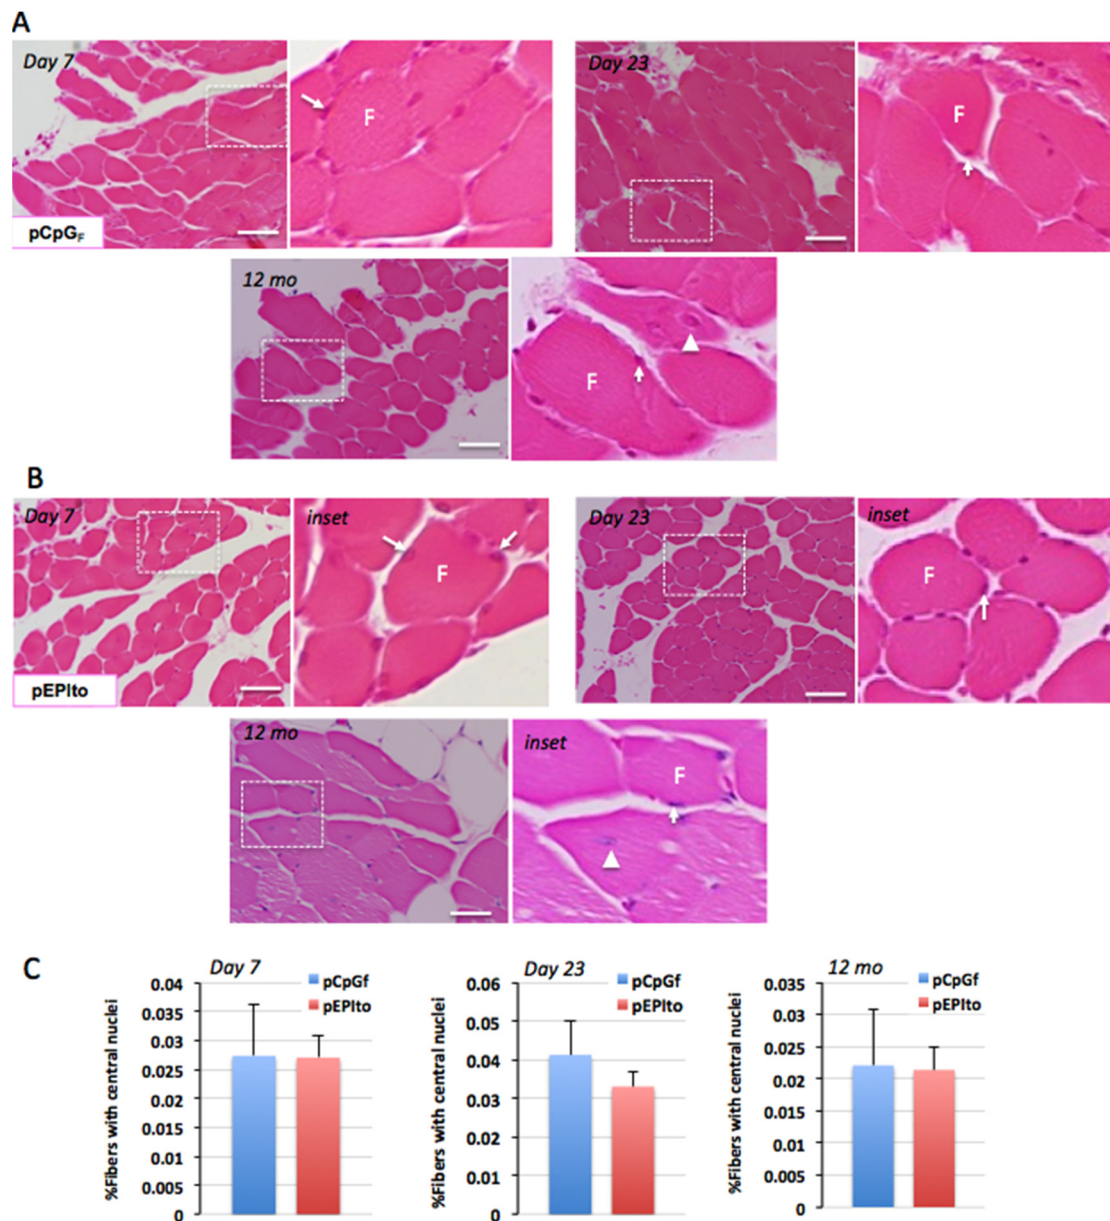 A
Day 7
F
Day 23
F
pCpGF
12 mo
F
B
Day 7
inset
F
Day 23
inset
F
pEPIto
12 mo
inset
F
C
Day 7
pCpGf
pEPIto
%Fibers with central nuclei
0.04
0.035
0.03
0.025
0.02
0.015
0.01
0.005
0
Day 23
pCpGf
pEPIto
%Fibers with central nuclei
0.06
0.05
0.04
0.03
0.02
0.01
0
12 mo
pCpGf
pEPIto
%Fibers with central nuclei
0.035
0.03
0.025
0.02
0.015
0.01
0.005
0